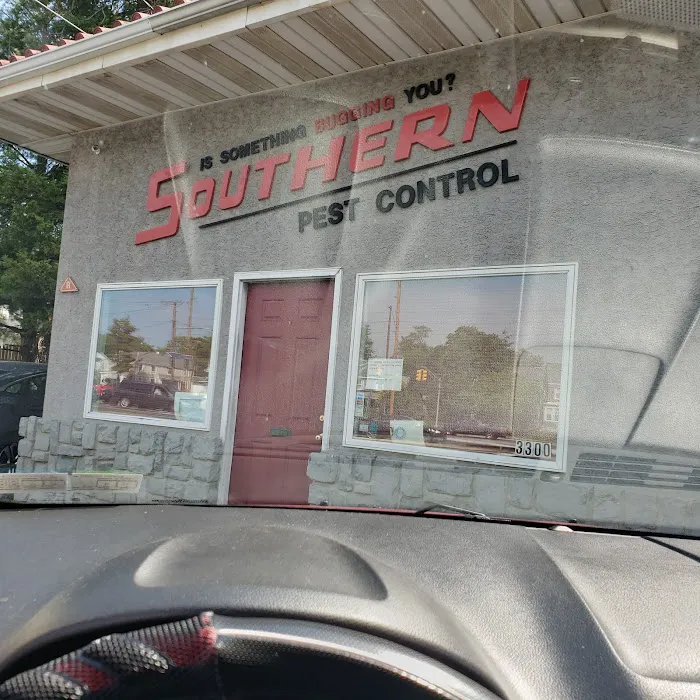 IS SOMETHING BUGGING YOU?
SOUTHERN
PEST CONTROL
3300